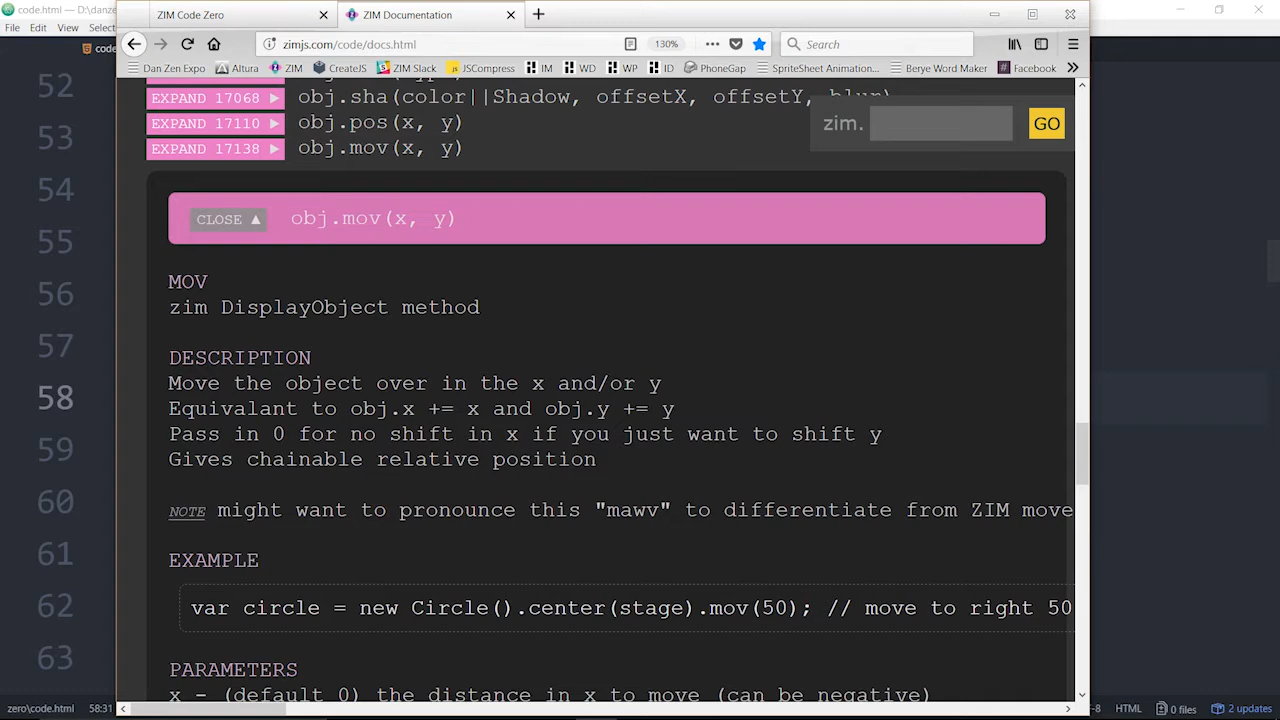 code.html — D:\danze
File Edit View Select
code
ZIM Code Zero
ZIM Documentation
zimjs.com/code/docs.html
130%
Search
Dan Zen Expo Altura ZIM CreateJS ZIM Slack JSCompress IM WD WP ID PhoneGap SpriteSheet Animation... Berye Word Maker Facebook
EXPAND 17068 ▶ obj.sha(color||Shadow, offsetX, offsetY, blur)
EXPAND 17110 ▶ obj.pos(x, y)
EXPAND 17138 ▶ obj.mov(x, y)
zim. GO
CLOSE ▲ obj.mov(x, y)
MOV
zim DisplayObject method
DESCRIPTION
Move the object over in the x and/or y
Equivalant to obj.x += x and obj.y += y
Pass in 0 for no shift in x if you just want to shift y
Gives chainable relative position
NOTE might want to pronounce this "mawv" to differentiate from ZIM move
EXAMPLE
var circle = new Circle().center(stage).mov(50); // move to right 50
PARAMETERS
x - (default 0) the distance in x to move (can be negative)
52
53
54
55
56
57
58
59
60
61
62
63
zero\code.html 58:31
F-8 HTML 0 files 2 updates